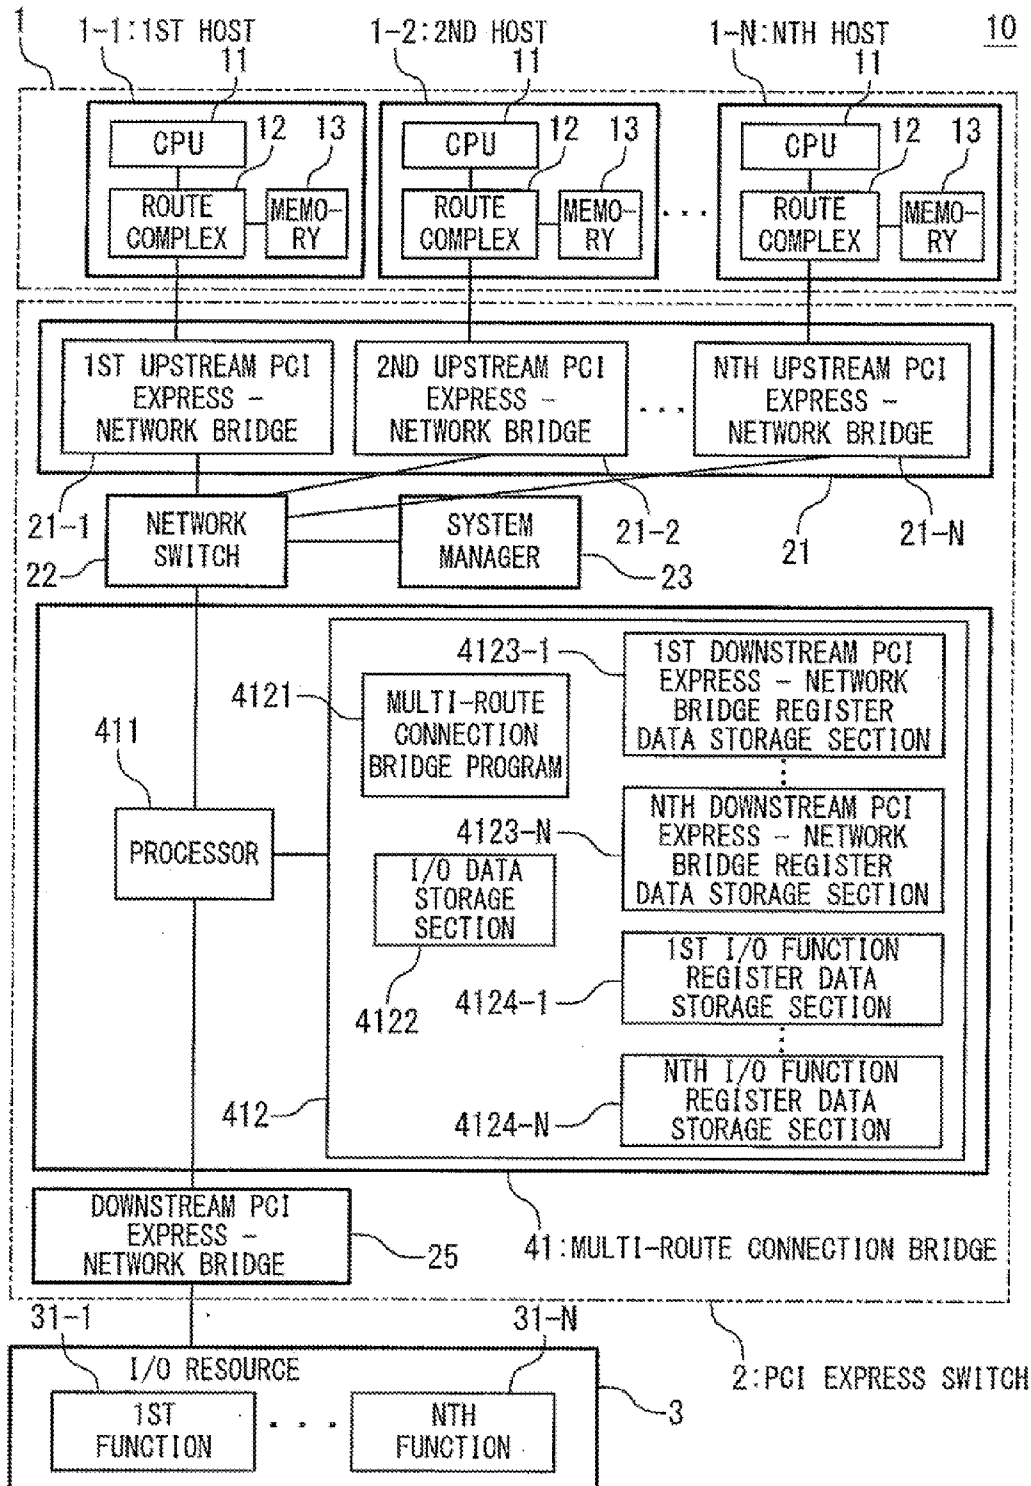 1
1-1:1ST HOST
1-2:2ND HOST
1-N:NTH HOST
10
11
11
11
CPU
12
13
CPU
12
13
CPU
12
13
ROUTE
COMPLEX
MEMO-
RY
ROUTE
COMPLEX
MEMO-
RY
...
ROUTE
COMPLEX
MEMO-
RY
1ST UPSTREAM PCI
EXPRESS -
NETWORK BRIDGE
2ND UPSTREAM PCI
EXPRESS -
NETWORK BRIDGE
...
NTH UPSTREAM PCI
EXPRESS -
NETWORK BRIDGE
21-1
NETWORK
SWITCH
22
SYSTEM
MANAGER
23
21-2
21
21-N
4123-1
1ST DOWNSTREAM PCI
EXPRESS - NETWORK
BRIDGE REGISTER
DATA STORAGE SECTION
4121
MULTI-ROUTE
CONNECTION
BRIDGE PROGRAM
411
PROCESSOR
4123-N
NTH DOWNSTREAM PCI
EXPRESS - NETWORK
BRIDGE REGISTER
DATA STORAGE SECTION
I/O DATA
STORAGE
SECTION
4122
4124-1
1ST I/O FUNCTION
REGISTER DATA
STORAGE SECTION
412
4124-N
NTH I/O FUNCTION
REGISTER DATA
STORAGE SECTION
DOWNSTREAM PCI
EXPRESS -
NETWORK BRIDGE
25
41:MULTI-ROUTE CONNECTION BRIDGE
31-1
31-N
2:PCI EXPRESS SWITCH
I/O RESOURCE
3
1ST
FUNCTION
...
NTH
FUNCTION